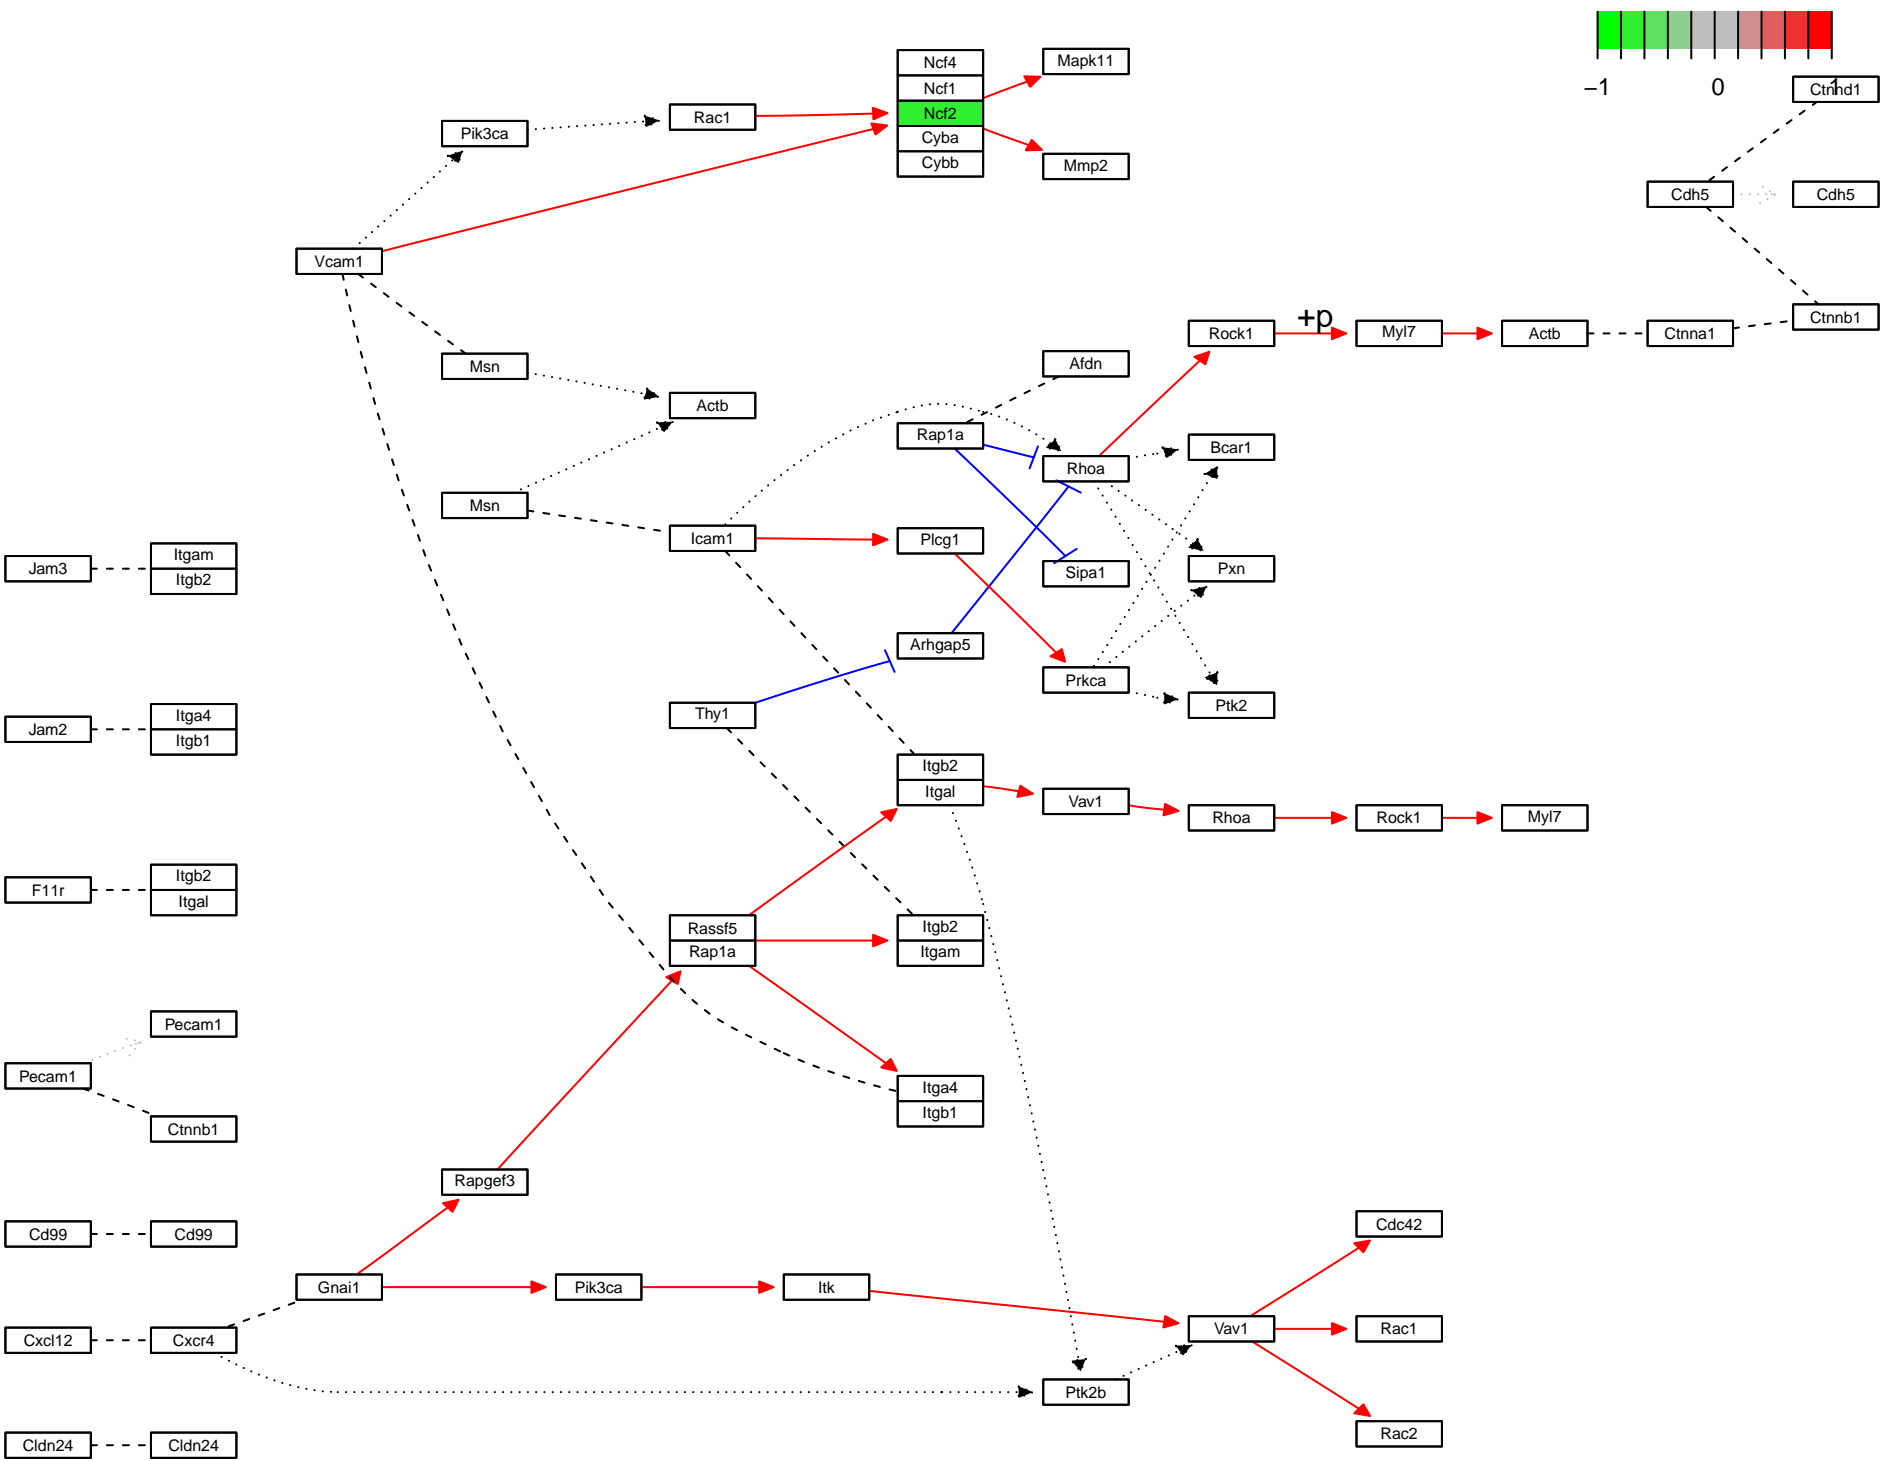 Ncf4
Mapk11
Ncf1
−1
0
1
Ctnnd1
Ncf2
Rac1
Pik3ca
Cyba
Cybb
Mmp2
Cdh5
Cdh5
Vcam1
+p
Ctnnb1
Rock1
Myl7
Actb
Ctnna1
Msn
Afdn
Actb
Rap1a
Bcar1
Rhoa
Msn
Icam1
Plcg1
Itgam
Jam3
Itgb2
Sipa1
Pxn
Arhgap5
Prkca
Ptk2
Thy1
Itga4
Jam2
Itgb1
Itgb2
Itgal
Vav1
Rhoa
Rock1
Myl7
Itgb2
F11r
Itgal
Rassf5
Rap1a
Itgb2
Itgam
Pecam1
Pecam1
Itga4
Itgb1
Ctnnb1
Rapgef3
Cd99
Cd99
Cdc42
Gnai1
Pik3ca
Itk
Cxcl12
Cxcr4
Vav1
Rac1
Ptk2b
Rac2
Cldn24
Cldn24